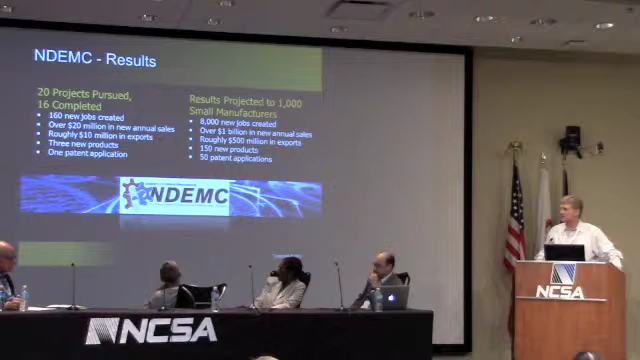 NDEMC - Results
20 Projects Pursued,
16 Completed
• 160 new jobs created
• Over $20 million in new annual sales
• Roughly $10 million in exports
• Three new products
• One patent application
Results Projected to 1,000
Small Manufacturers
• 8,000 new jobs created
• Over $1 billion in new annual sales
• Roughly $500 million in exports
• 150 new products
• 50 patent applications
NDEMC
NCSA
NCSA